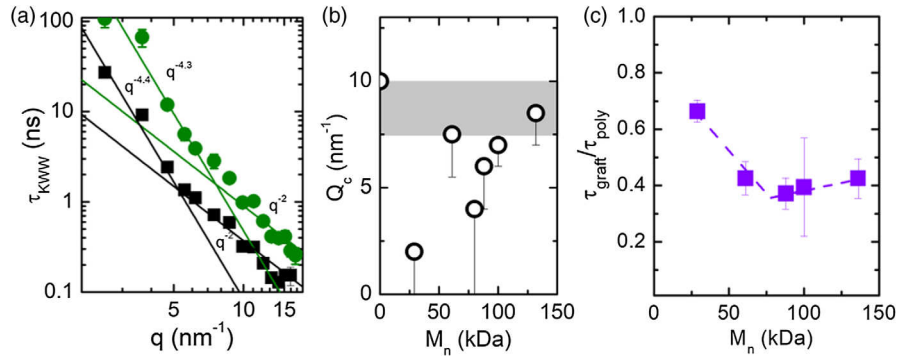 (a)
100
10
1
0.1
τKWW (ns)
q^-4.3
q^-4.4
q^-2
q^-2
5
10
15
q (nm^-1)
(b)
15
10
5
0
Qc (nm^-1)
0
50
100
150
Mn (kDa)
(c)
1.0
0.8
0.6
0.4
0.2
τgraft/τpoly
0
50
100
150
Mn (kDa)